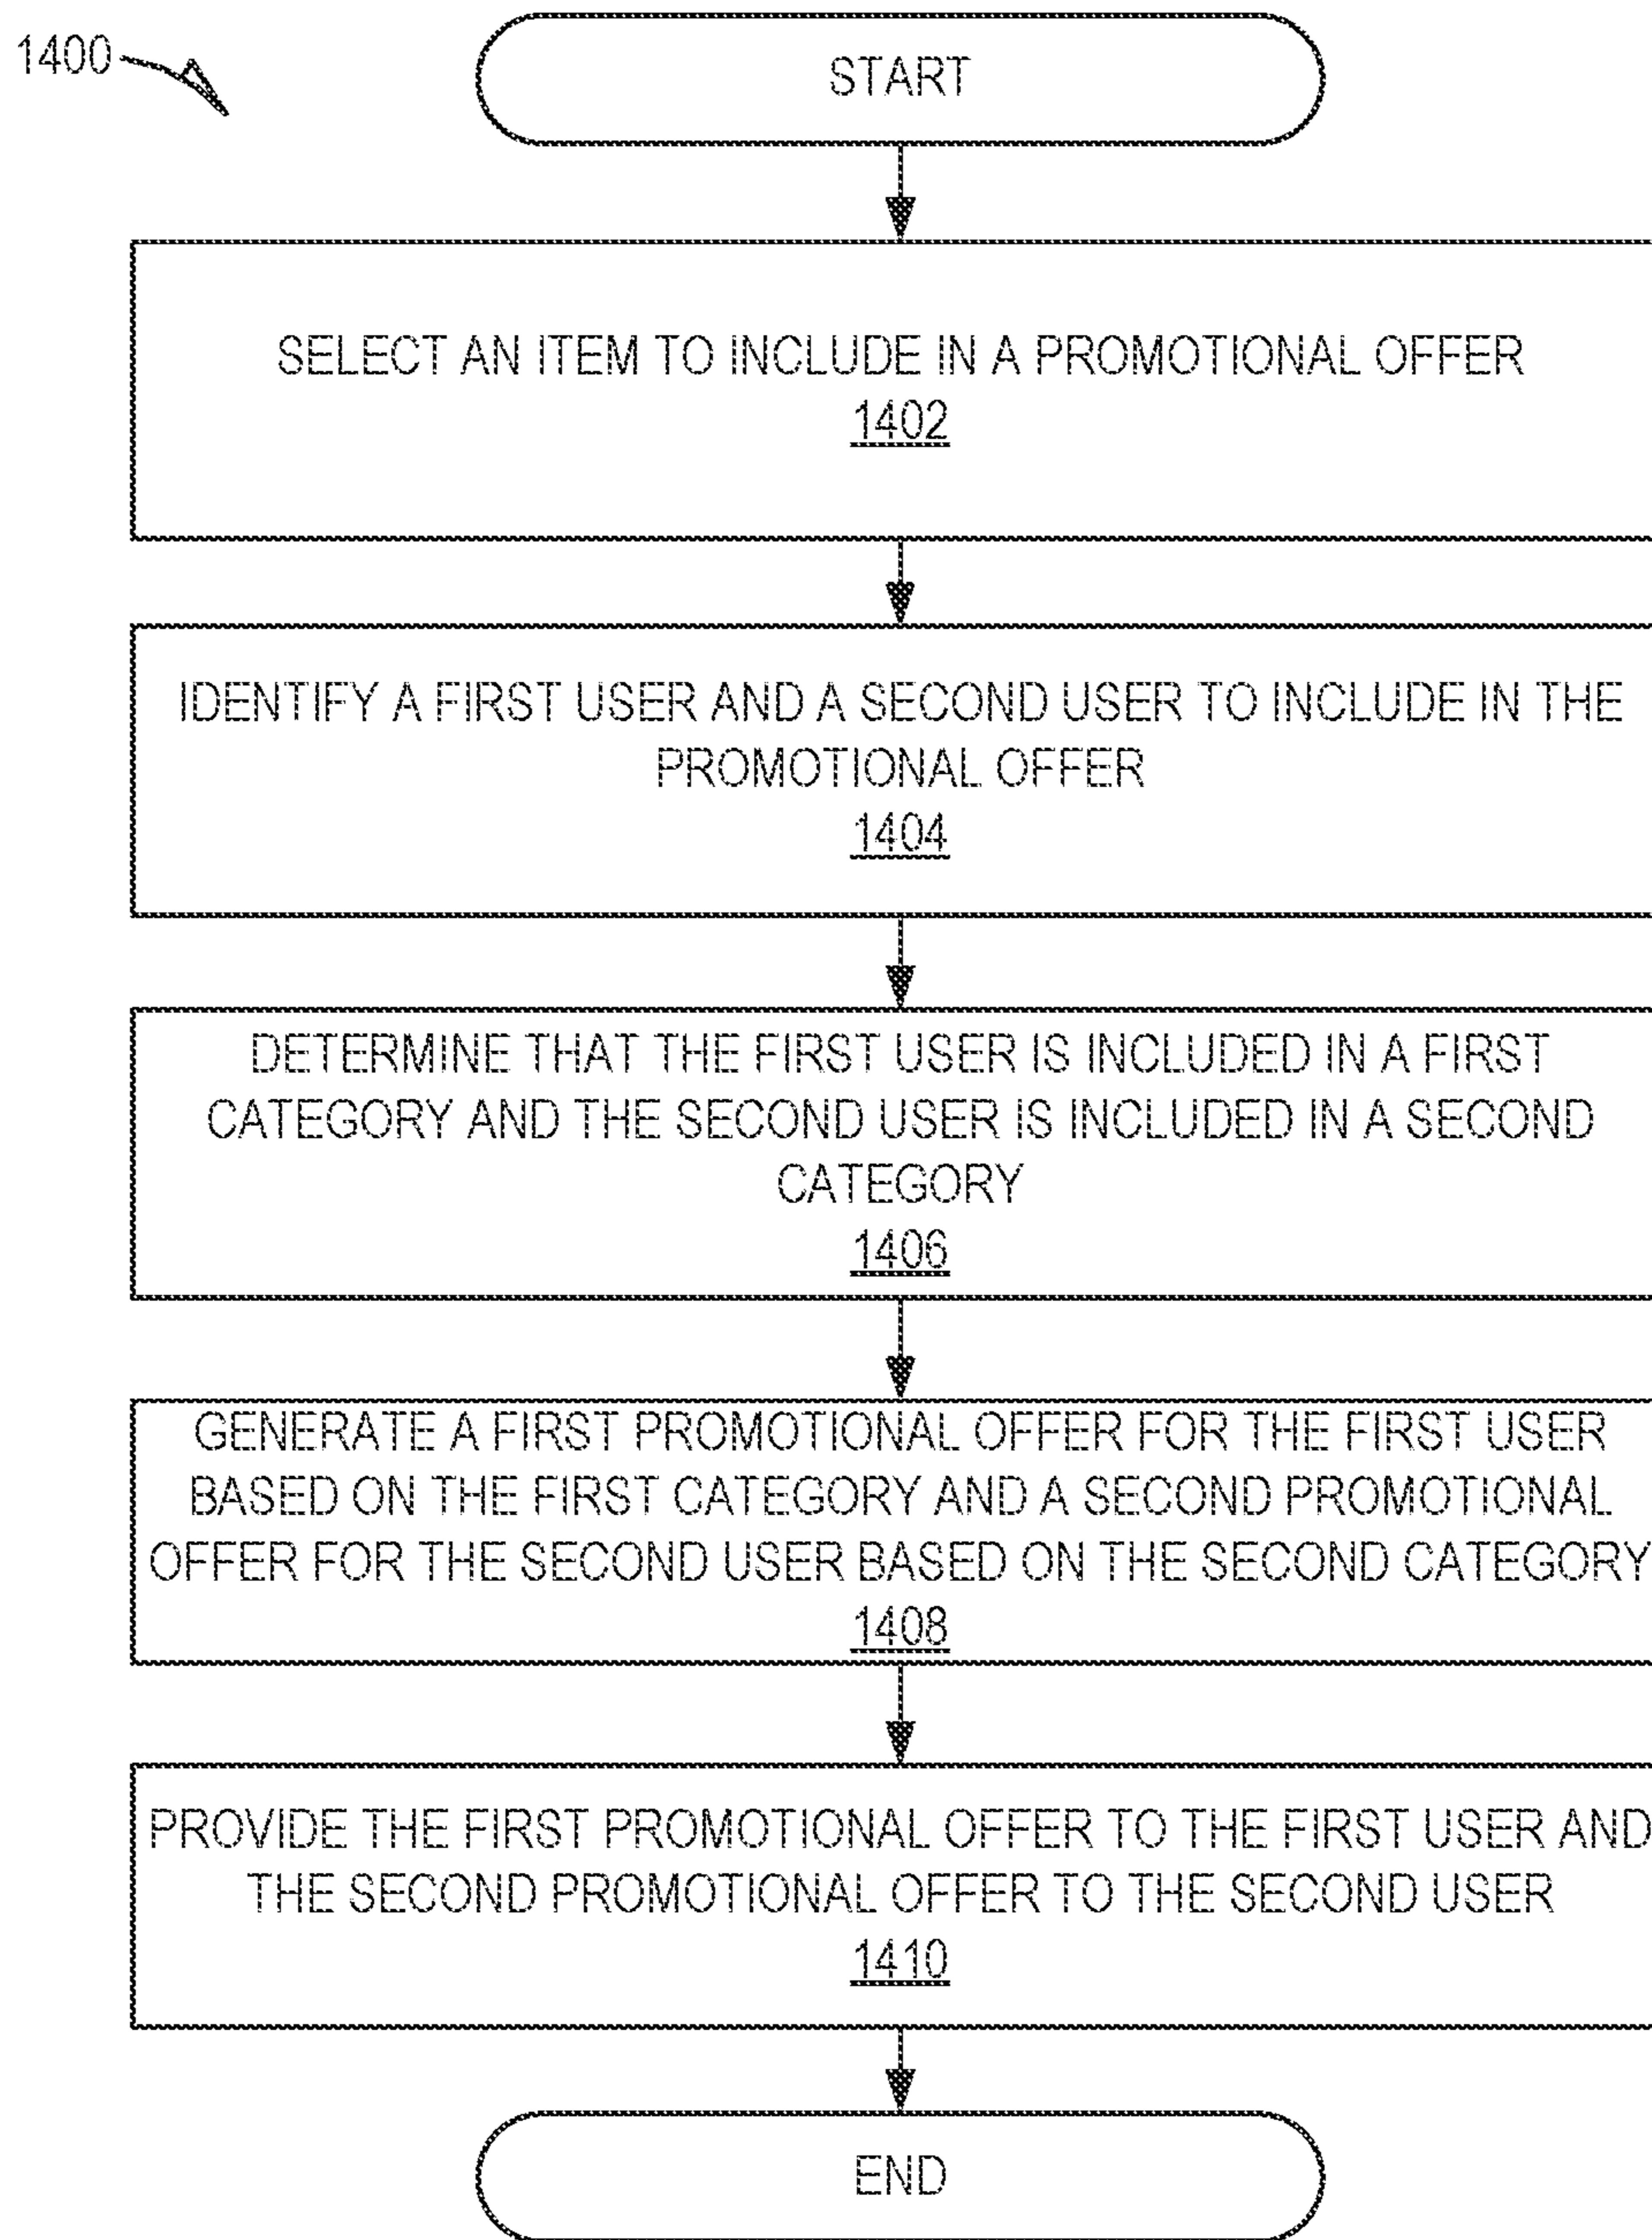 1400
START
SELECT AN ITEM TO INCLUDE IN A PROMOTIONAL OFFER
1402
IDENTIFY A FIRST USER AND A SECOND USER TO INCLUDE IN THE
PROMOTIONAL OFFER
1404
DETERMINE THAT THE FIRST USER IS INCLUDED IN A FIRST
CATEGORY AND THE SECOND USER IS INCLUDED IN A SECOND
CATEGORY
1406
GENERATE A FIRST PROMOTIONAL OFFER FOR THE FIRST USER
BASED ON THE FIRST CATEGORY AND A SECOND PROMOTIONAL
OFFER FOR THE SECOND USER BASED ON THE SECOND CATEGORY
1408
PROVIDE THE FIRST PROMOTIONAL OFFER TO THE FIRST USER AND
THE SECOND PROMOTIONAL OFFER TO THE SECOND USER
1410
END